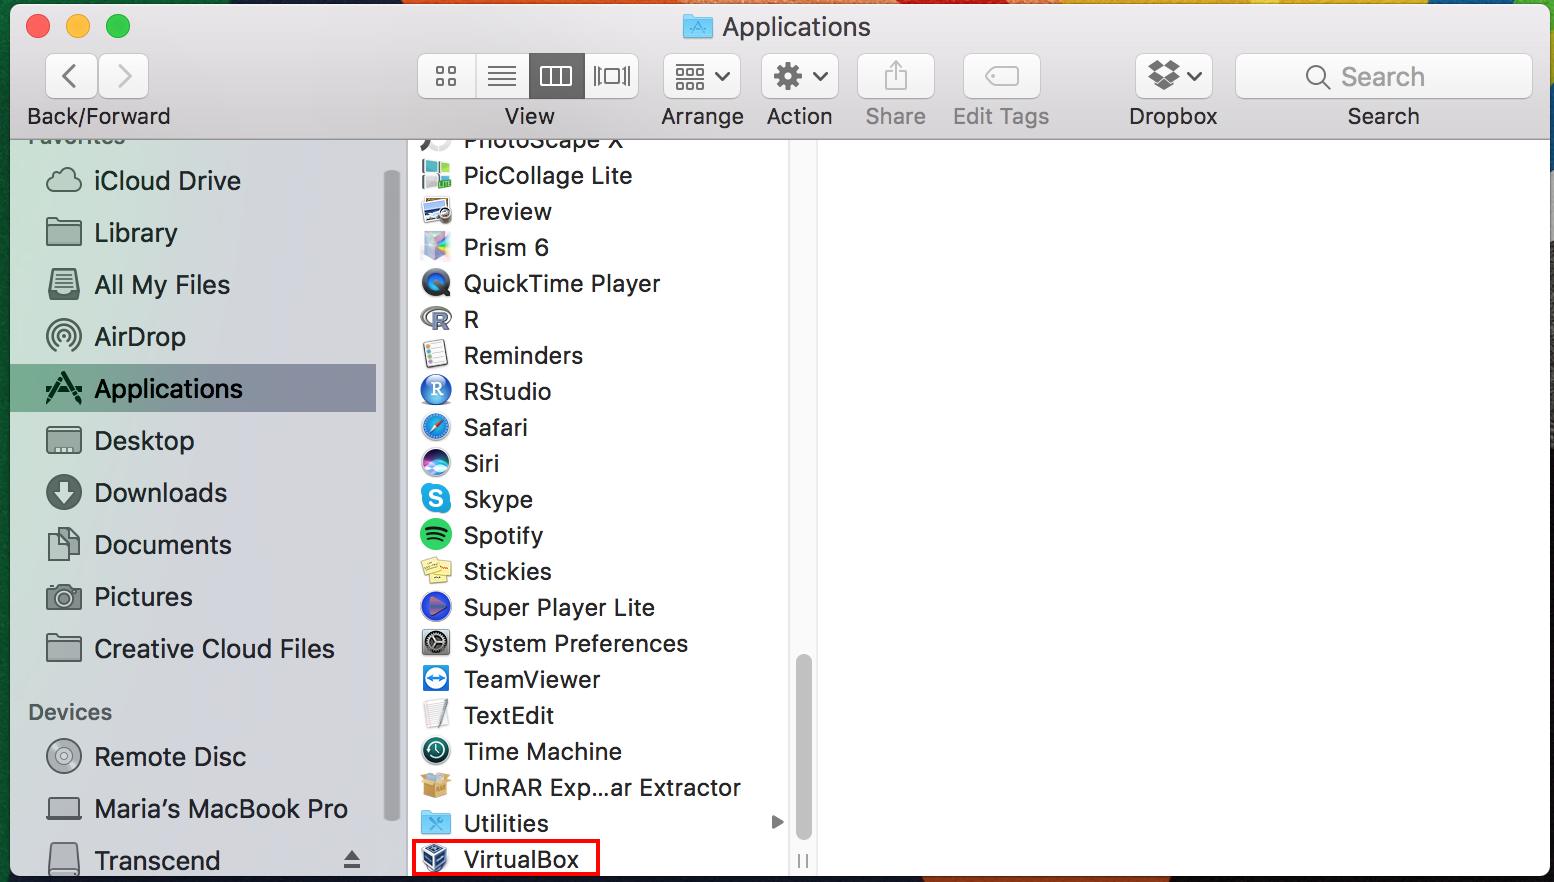 Applications
Back/Forward
View
Arrange
Action
Share
Edit Tags
Dropbox
Search
Search
Favorites
iCloud Drive
Library
All My Files
AirDrop
Applications
Desktop
Downloads
Documents
Pictures
Creative Cloud Files
Devices
Remote Disc
Maria’s MacBook Pro
Transcend
PhotoScape X
PicCollage Lite
Preview
Prism 6
QuickTime Player
R
Reminders
RStudio
Safari
Siri
Skype
Spotify
Stickies
Super Player Lite
System Preferences
TeamViewer
TextEdit
Time Machine
UnRAR Exp...ar Extractor
Utilities
VirtualBox